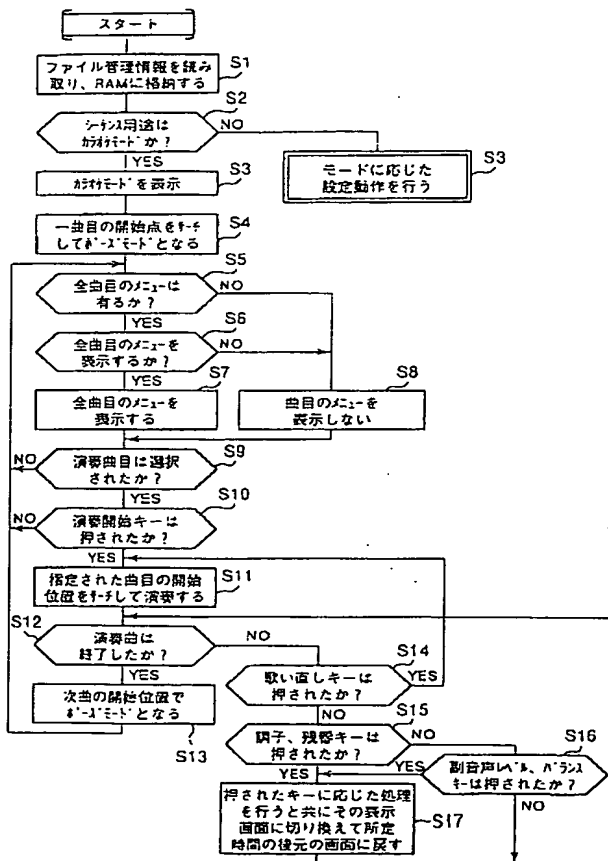 スタート
S1
ファイル管理情報を読み
取り、RAMに格納する
S2
シーケンス用途は
カラオケモードか?
NO
YES
S3
カラオケモードを表示
モードに応じた
設定動作を行う
S3
S4
一曲目の開始点をサーチ
してポーズモードとなる
S5
全曲目のメニューは
有るか?
NO
YES
S6
全曲目のメニューを
表示するか?
NO
YES
S7
全曲目のメニューを
表示する
S8
曲目のメニューを
表示しない
S9
NO
演奏曲目は選択
されたか?
YES
S10
NO
演奏開始キーは
押されたか?
YES
S11
指定された曲目の開始
位置をサーチして演奏する
S12
演奏曲は
終了したか?
NO
YES
S14
歌い直しキーは
押されたか?
YES
NO
次曲の開始位置で
ポーズモードとなる
S13
S15
調子、残響キーは
押されたか?
NO
YES
S16
副音声レベル、バランス
キーは押されたか?
YES
NO
押されたキーに応じた処理
を行うと共にその表示
画面に切り換えて所定
時間の後元の画面に戻す
S17